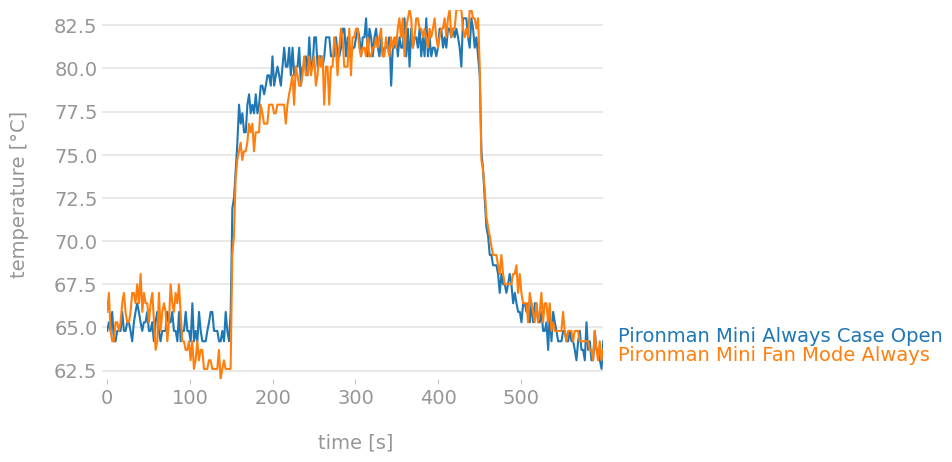 82.5
80.0
77.5
75.0
72.5
70.0
67.5
65.0
62.5
temperature [°C]
0 100 200 300 400 500
time [s]
Pironman Mini Always Case Open
Pironman Mini Fan Mode Always